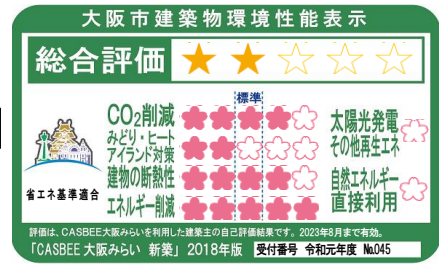 大阪市建築物環境性能表示
総合評価
標準
CO2削減
みどり・ヒート
アイランド対策
建物の断熱性
エネルギー削減
太陽光発電
その他再生エネ
自然エネルギー
直接利用
省エネ基準適合
評価は、CASBEE大阪みらいを利用した建築主の自己評価結果です。2023年8月まで有効。
「CASBEE大阪みらい 新築」2018年版 受付番号 令和元年度 №045